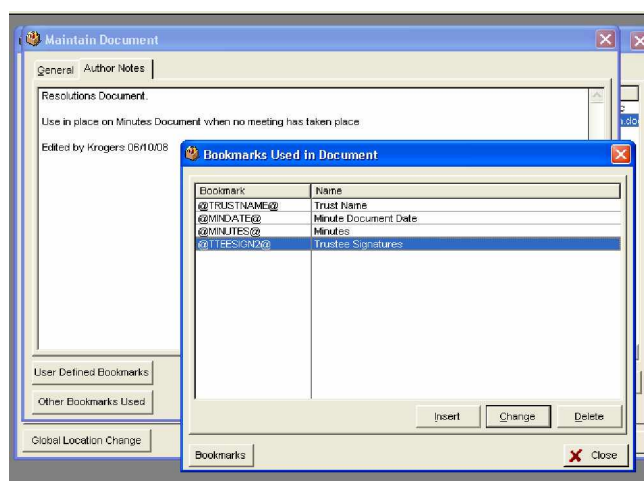 Maintain Document
General Author Notes
Resolutions Document.
Use in place on Minutes Document when no meeting has taken place
Edited by Krogers 06/10/08
.do
Bookmarks Used in Document
Bookmark Name
@TRUSTNAME@ Trust Name
@MINDATE@ Minute Document Date
@MINUTES@ Minutes
@TTEESIGN2@ Trustee Signatures
User Defined Bookmarks
Other Bookmarks Used
Insert Change Delete
Global Location Change
Bookmarks
Close